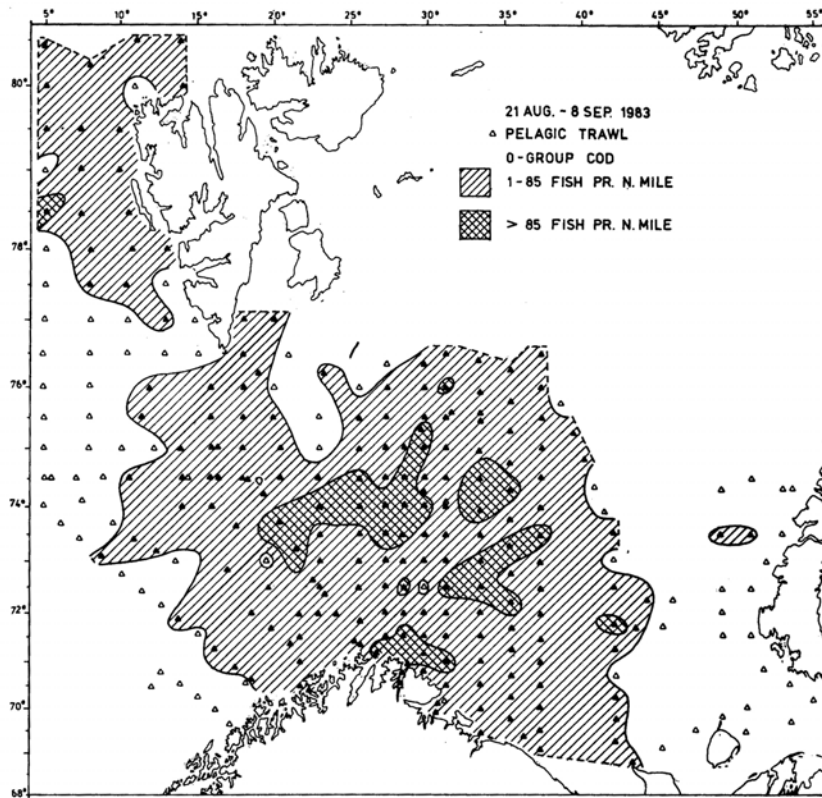 5° 10° 15° 20° 25° 30° 35° 40° 45° 50° 55°
80°
21 AUG. - 8 SEP. 1983
△ PELAGIC TRAWL
0-GROUP COD
1-85 FISH PR. N. MILE
> 85 FISH PR. N. MILE
78°
76°
74°
72°
70°
68°